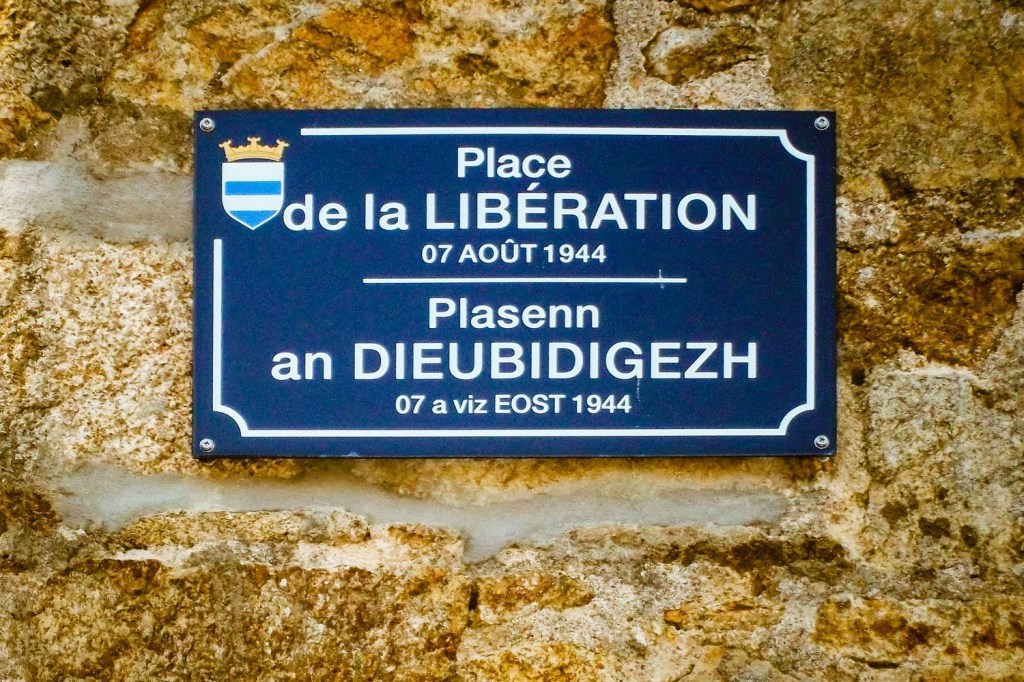 Place
de la LIBÉRATION
07 AOÛT 1944
Plasenn
an DIEUBIDIGEZH
07 a viz EOST 1944